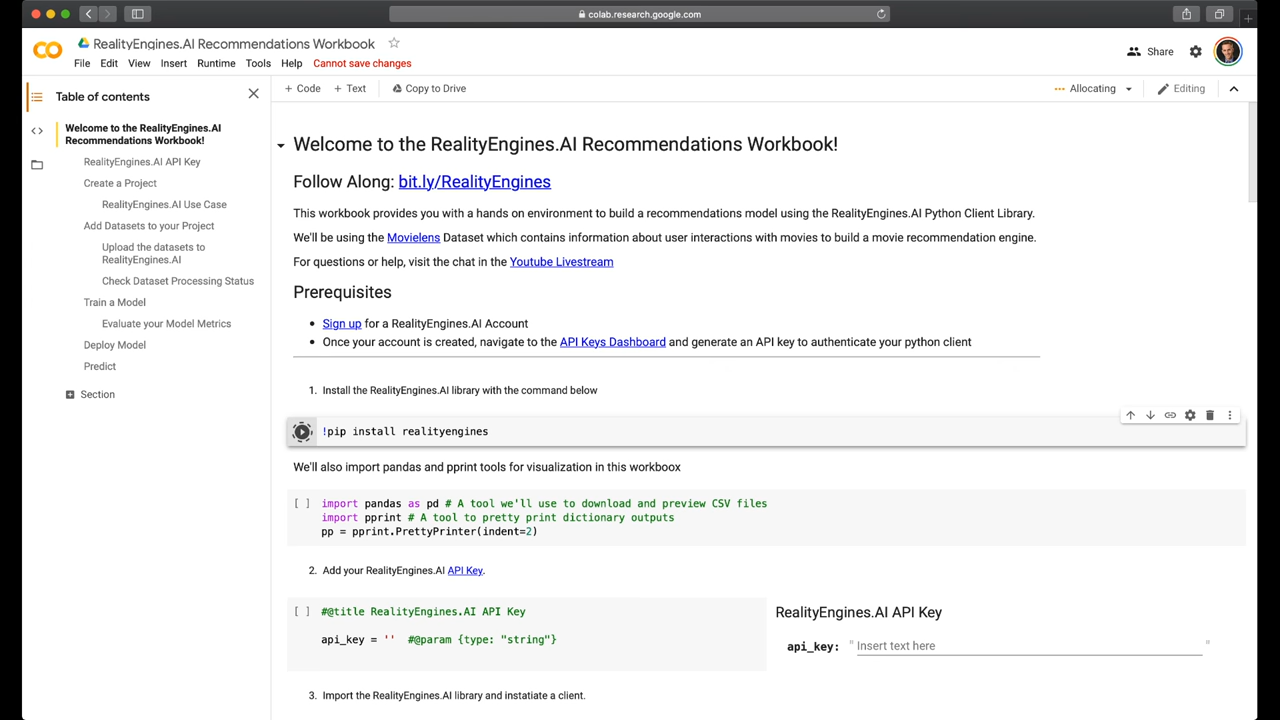 colab.research.google.com
RealityEngines.AI Recommendations Workbook
File Edit View Insert Runtime Tools Help Cannot save changes
Share
+ Code + Text Copy to Drive
Allocating
Editing
Table of contents
Welcome to the RealityEngines.AI
Recommendations Workbook!
RealityEngines.AI API Key
Create a Project
RealityEngines.AI Use Case
Add Datasets to your Project
Upload the datasets to
RealityEngines.AI
Check Dataset Processing Status
Train a Model
Evaluate your Model Metrics
Deploy Model
Predict
Section
Welcome to the RealityEngines.AI Recommendations Workbook!
Follow Along: bit.ly/RealityEngines
This workbook provides you with a hands on environment to build a recommendations model using the RealityEngines.AI Python Client Library.
We'll be using the Movielens Dataset which contains information about user interactions with movies to build a movie recommendation engine.
For questions or help, visit the chat in the Youtube Livestream
Prerequisites
• Sign up for a RealityEngines.AI Account
• Once your account is created, navigate to the API Keys Dashboard and generate an API key to authenticate your python client
1. Install the RealityEngines.AI library with the command below
!pip install realityengines
We'll also import pandas and pprint tools for visualization in this workboox
[ ] import pandas as pd # A tool we'll use to download and preview CSV files
import pprint # A tool to pretty print dictionary outputs
pp = pprint.PrettyPrinter(indent=2)
2. Add your RealityEngines.AI API Key.
[ ] #@title RealityEngines.AI API Key
api_key = '' #@param {type: "string"}
RealityEngines.AI API Key
api_key: " Insert text here "
3. Import the RealityEngines.AI library and instatiate a client.